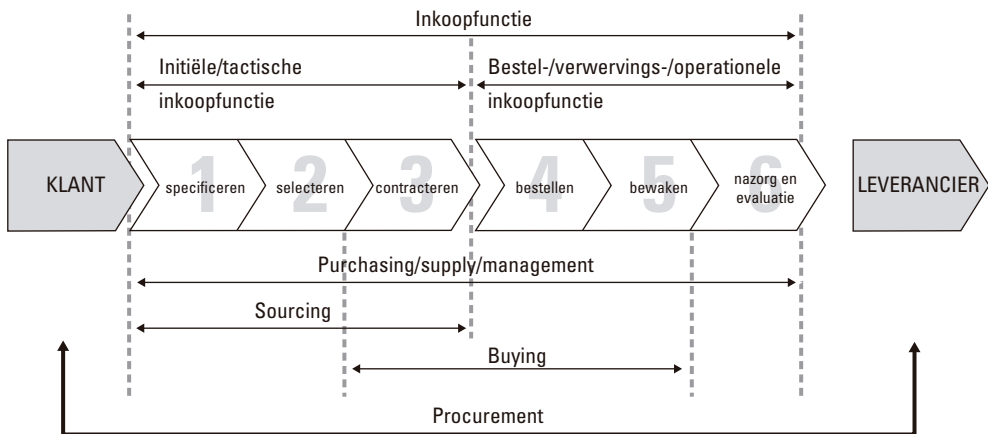 Inkoopfunctie
Initiële/tactische
inkoopfunctie
Bestel-/verwervings-/operationele
inkoopfunctie
KLANT
1
specificeren
2
selecteren
3
contracteren
4
bestellen
5
bewaken
6
nazorg en
evaluatie
LEVERANCIER
Purchasing/supply/management
Sourcing
Buying
Procurement